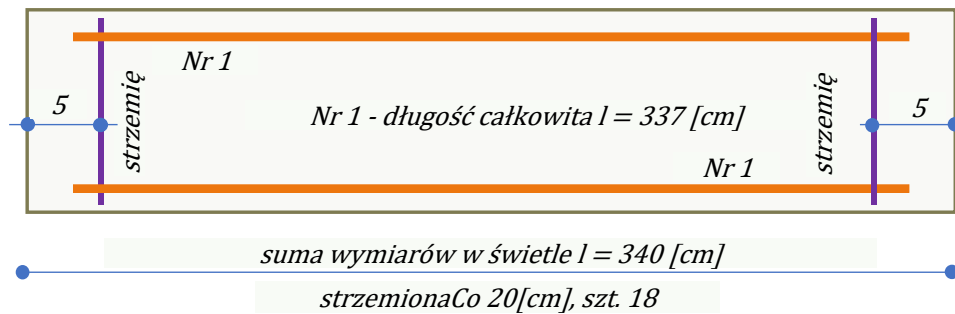 Nr 1
5
strzemię
Nr 1 - długość całkowita l = 337 [cm]
strzemię
5
Nr 1
suma wymiarów w świetle l = 340 [cm]
strzemionaCo 20[cm], szt. 18